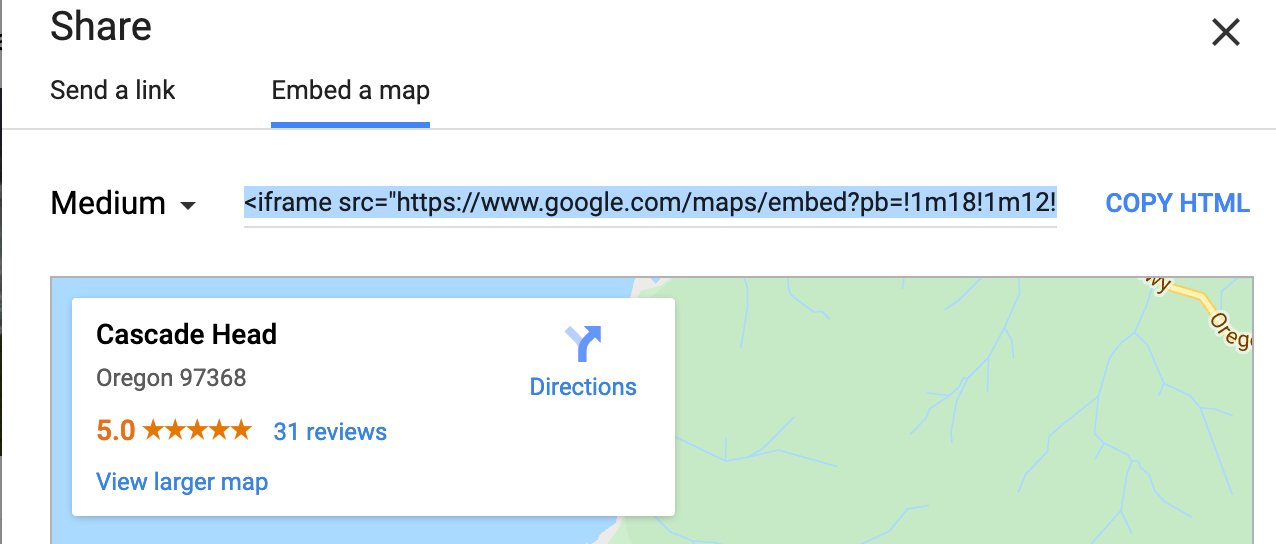 Share
Send a link
Embed a map
Medium
<iframe src="https://www.google.com/maps/embed?pb=!1m18!1m12!
COPY HTML
Cascade Head
Oregon 97368
Directions
5.0
31 reviews
View larger map
wy
Oreg